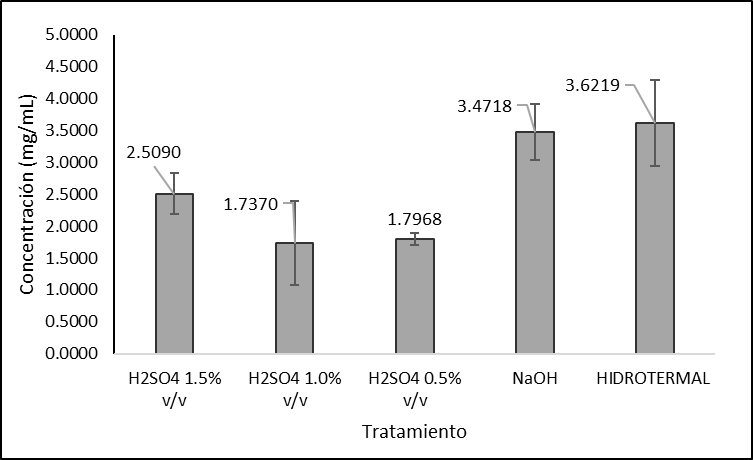 5.0000
4.5000
4.0000
3.5000
3.0000
2.5000
2.0000
1.5000
1.0000
0.5000
0.0000
Concentración (mg/mL)
2.5090
1.7370
1.7968
3.4718
3.6219
H2SO4 1.5% v/v
H2SO4 1.0% v/v
H2SO4 0.5% v/v
NaOH
HIDROTERMAL
Tratamiento